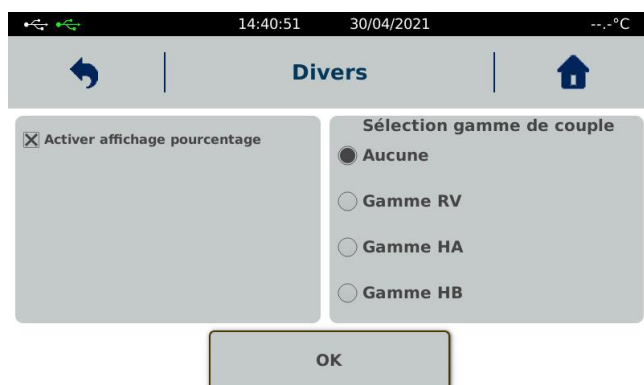 14:40:51 30/04/2021 --.-°C
Divers
Activer affichage pourcentage
Sélection gamme de couple
Aucune
Gamme RV
Gamme HA
Gamme HB
OK